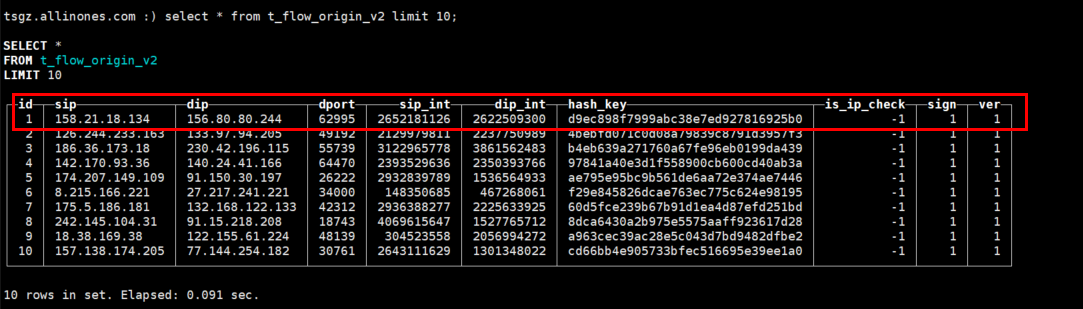 tsgz.allinones.com :) select * from t_flow_origin_v2 limit 10;
SELECT *
FROM t_flow_origin_v2
LIMIT 10
id sip dip dport sip_int dip_int hash_key is_ip_check sign ver
1 158.21.18.134 156.80.80.244 62995 2652181126 2622509300 d9ec898f7999abc38e7ed927816925b0 -1 1 1
2 126.244.233.163 133.97.94.205 49192 2129979811 2237750989 4bebfd071c0d08a79839c8791d3957f3 -1 1 1
3 186.36.173.18 230.42.196.115 55739 3122965778 3861562483 b4eb639a271760a67fe96eb0199da439 -1 1 1
4 142.170.93.36 140.24.41.166 64470 2393529636 2350393766 97841a40e3d1f558900cb600cd40ab3a -1 1 1
5 174.207.149.109 91.150.30.197 26222 2932839789 1536564933 ae795e95bc9b561de6aa72e374ae7446 -1 1 1
6 8.215.166.221 27.217.241.221 34000 148350685 467268061 f29e845826dcae763ec775c624e98195 -1 1 1
7 175.5.186.181 132.168.122.133 42312 2936388277 2225633925 60d5fce239b67b91d1ea4d87efd251bd -1 1 1
8 242.145.104.31 91.15.218.208 18743 4069615647 1527765712 8dca6430a2b975e5575aaff923617d28 -1 1 1
9 18.38.169.38 122.155.61.224 48139 304523558 2056994272 a963cec39ac28e5c043d7bd9482dfbe2 -1 1 1
10 157.138.174.205 77.144.254.182 30761 2643111629 1301348022 cd66bb4e905733bfec516695e39ee1a0 -1 1 1
10 rows in set. Elapsed: 0.091 sec.